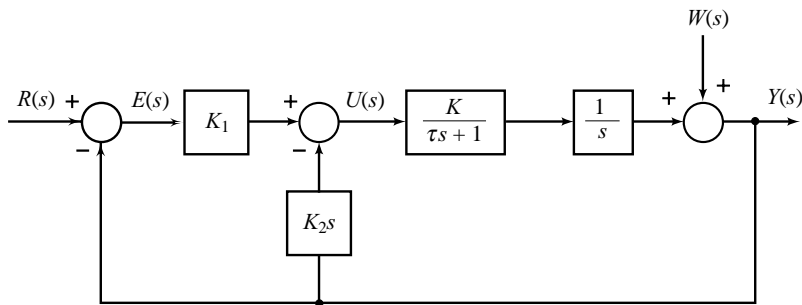 W(s)
R(s) + E(s) K₁ + U(s) K/(τs + 1) 1/s + + Y(s)
− −
K₂s